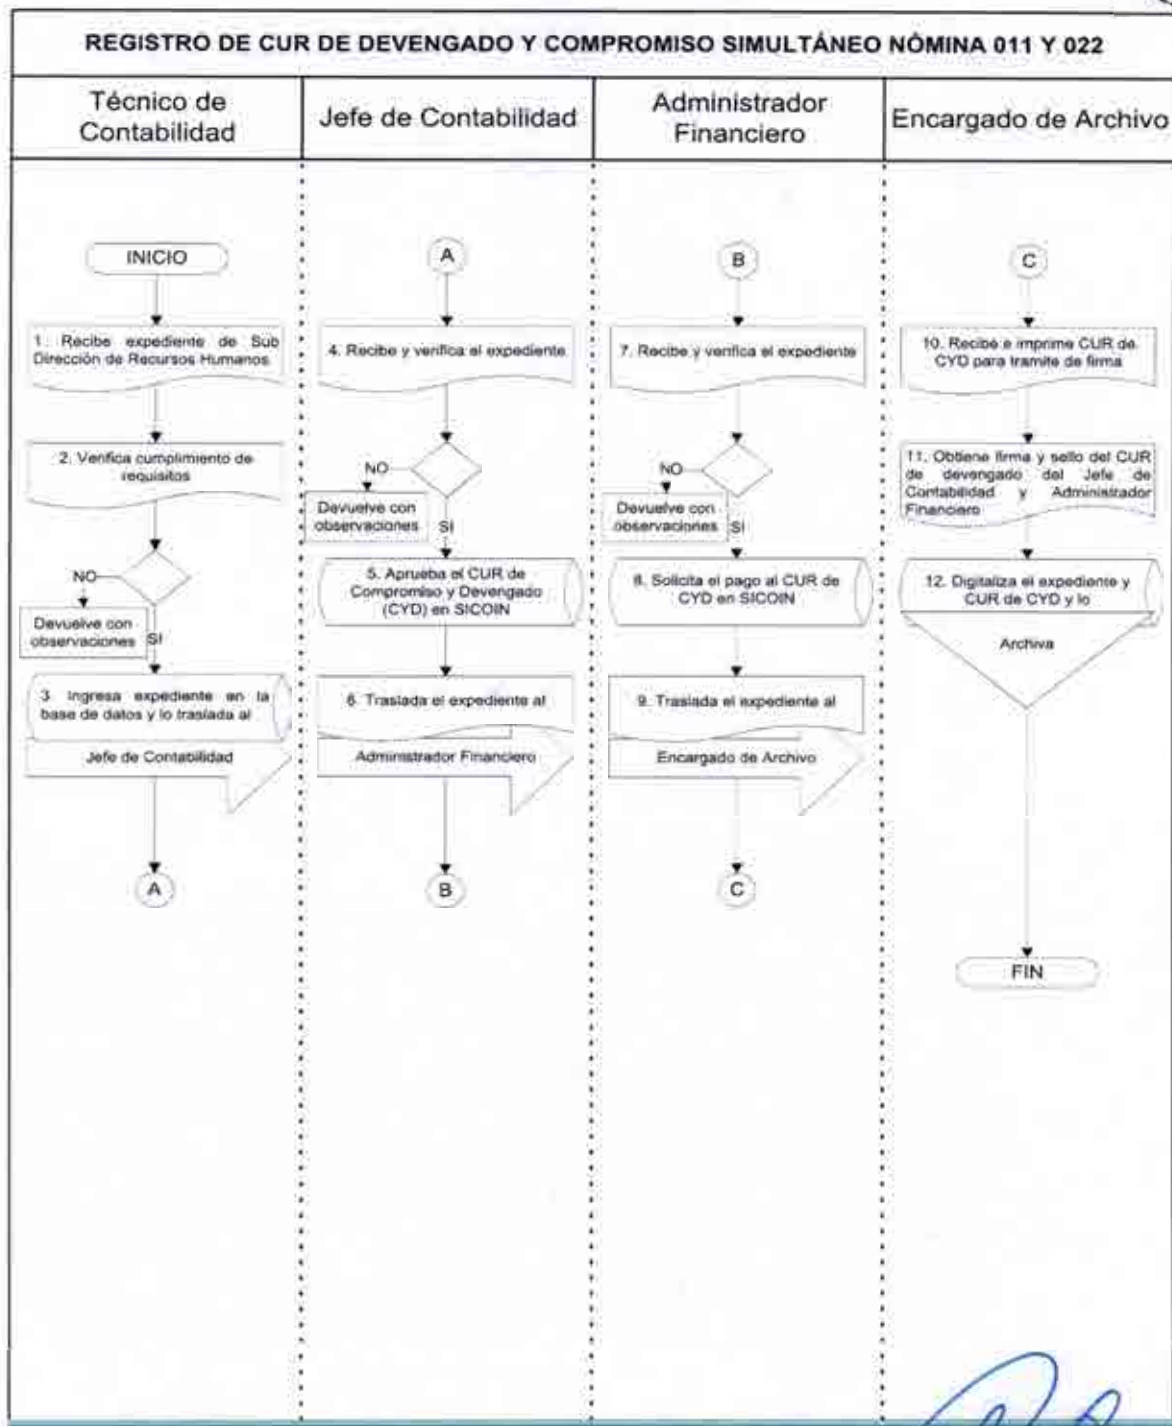 REGISTRO DE CUR DE DEVENGADO Y COMPROMISO SIMULTÁNEO NÓMINA 011 Y 022
Técnico de
Contabilidad
Jefe de Contabilidad
Administrador
Financiero
Encargado de Archivo
INICIO
1. Recibe expediente de Sub
Dirección de Recursos Humanos
2. Verifica cumplimiento de
requisitos
NO
Devuelve con
observaciones
SI
3. Ingresa expediente en la
base de datos y lo traslada al
Jefe de Contabilidad
A
A
4. Recibe y verifica el expediente
NO
Devuelve con
observaciones
SI
5. Aprueba el CUR de
Compromiso y Devengado
(CYD) en SICOIN
6. Traslada el expediente al
Administrador Financiero
B
B
7. Recibe y verifica el expediente
NO
Devuelve con
observaciones
SI
8. Solicita el pago al CUR de
CYD en SICOIN
9. Traslada el expediente al
Encargado de Archivo
C
C
10. Recibe e imprime CUR de
CYD para tramite de firma
11. Obtiene firma y sello del CUR
de devengado del Jefe de
Contabilidad y Administrador
Financiero
12. Digitaliza el expediente y
CUR de CYD y lo
Archiva
FIN